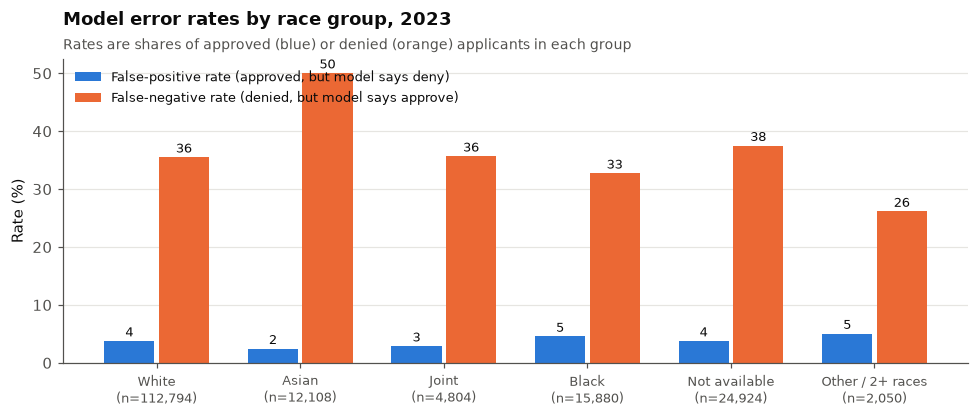 Model error rates by race group, 2023
Rates are shares of approved (blue) or denied (orange) applicants in each group
False-positive rate (approved, but model says deny)
False-negative rate (denied, but model says approve)
Rate (%)
50
40
30
20
10
0
4
36
2
50
3
36
5
33
4
38
5
26
White
(n=112,794)
Asian
(n=12,108)
Joint
(n=4,804)
Black
(n=15,880)
Not available
(n=24,924)
Other / 2+ races
(n=2,050)